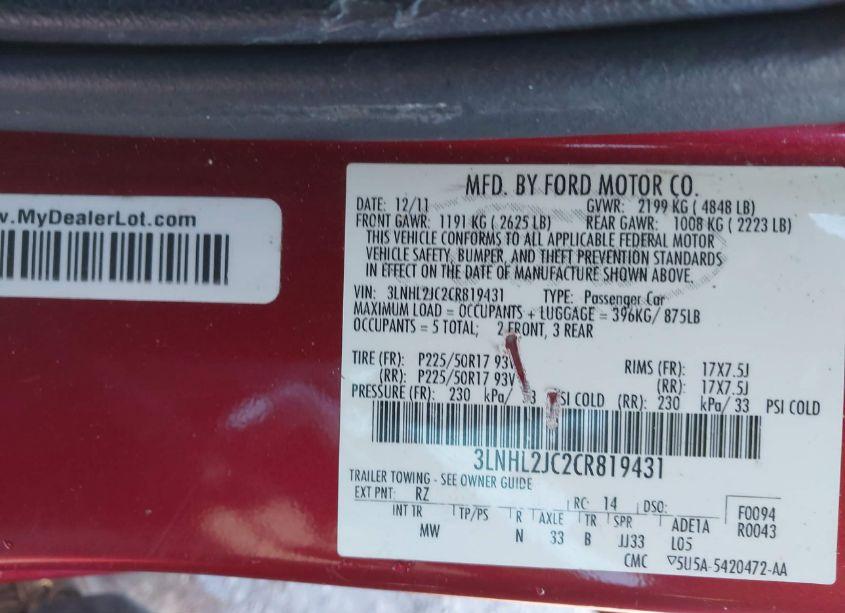 w.MyDealerLot.com
MFD. BY FORD MOTOR CO.
DATE: 12/11 GVWR: 2199 KG ( 4848 LB)
FRONT GAWR: 1191 KG ( 2625 LB) REAR GAWR: 1008 KG ( 2223 LB)
THIS VEHICLE CONFORMS TO ALL APPLICABLE FEDERAL MOTOR
VEHICLE SAFETY, BUMPER, AND THEFT PREVENTION STANDARDS
IN EFFECT ON THE DATE OF MANUFACTURE SHOWN ABOVE.
VIN: 3LNHL2JC2CR819431 TYPE: Passenger Car
MAXIMUM LOAD = OCCUPANTS + LUGGAGE = 396KG/ 875LB
OCCUPANTS = 5 TOTAL; 2 FRONT, 3 REAR
TIRE (FR): P225/50R17 93V RIMS (FR): 17X7.5J
(RR): P225/50R17 93V (RR): 17X7.5J
PRESSURE (FR): 230 kPa/ 33 PSI COLD (RR): 230 kPa/ 33 PSI COLD
3LNHL2JC2CR819431
TRAILER TOWING - SEE OWNER GUIDE
EXT PNT: RZ RC: 14 DSO: F0094
INT TR TP/PS R AXLE TR SPR ADE1A R0043
MW N 33 B JJ33 L05
CMC ▽5U5A-5420472-AA